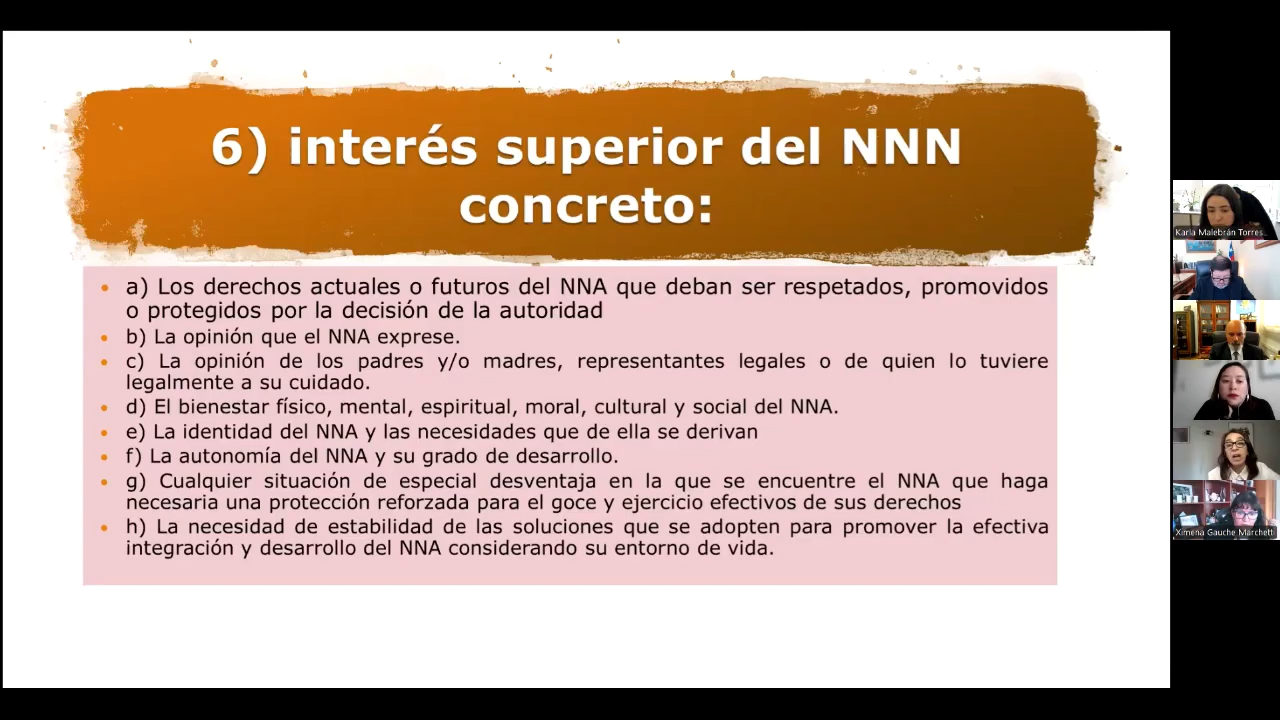 6) interés superior del NNN
concreto:
• a) Los derechos actuales o futuros del NNA que deban ser respetados, promovidos
o protegidos por la decisión de la autoridad
• b) La opinión que el NNA exprese.
• c) La opinión de los padres y/o madres, representantes legales o de quien lo tuviere
legalmente a su cuidado.
• d) El bienestar físico, mental, espiritual, moral, cultural y social del NNA.
• e) La identidad del NNA y las necesidades que de ella se derivan
• f) La autonomía del NNA y su grado de desarrollo.
• g) Cualquier situación de especial desventaja en la que se encuentre el NNA que haga
necesaria una protección reforzada para el goce y ejercicio efectivos de sus derechos
• h) La necesidad de estabilidad de las soluciones que se adopten para promover la efectiva
integración y desarrollo del NNA considerando su entorno de vida.
Karla Malebrán Torres...
Ximena Gauche Marchetti